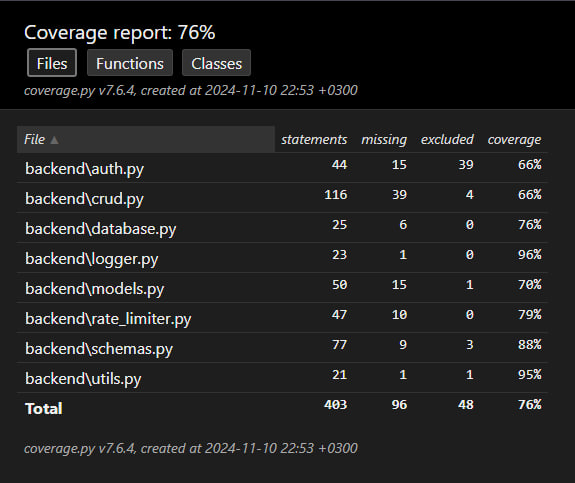 Coverage report: 76%
Files Functions Classes
coverage.py v7.6.4, created at 2024-11-10 22:53 +0300
File ▲ statements missing excluded coverage
backend\auth.py 44 15 39 66%
backend\crud.py 116 39 4 66%
backend\database.py 25 6 0 76%
backend\logger.py 23 1 0 96%
backend\models.py 50 15 1 70%
backend\rate_limiter.py 47 10 0 79%
backend\schemas.py 77 9 3 88%
backend\utils.py 21 1 1 95%
Total 403 96 48 76%
coverage.py v7.6.4, created at 2024-11-10 22:53 +0300